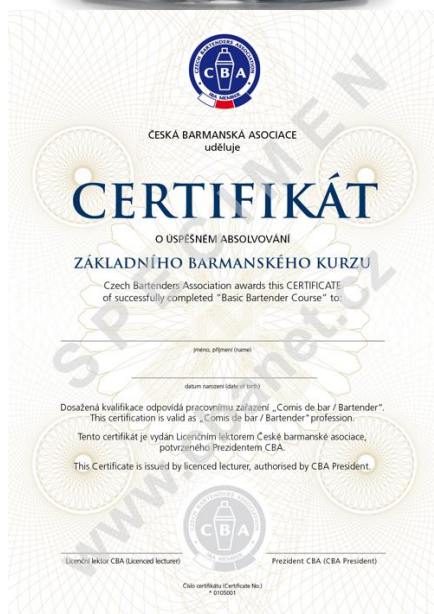 CZECH BARTENDERS ASSOCIATION
CBA
IBA MEMBER
ČESKÁ BARMANSKÁ ASOCIACE
uděluje
CERTIFIKÁT
O ÚSPĚŠNÉM ABSOLVOVÁNÍ
ZÁKLADNÍHO BARMANSKÉHO KURZU
Czech Bartenders Association awards this CERTIFICATE
of successfully completed "Basic Bartender Course" to:
jméno, příjmení (name)
datum narození (date of birth)
Dosažená kvalifikace odpovídá pracovnímu zařazení „Comis de bar / Bartender".
This certification is valid as „Comis de bar / Bartender" profession.
Tento certifikát je vydán Licenčním lektorem České barmanské asociace,
potvrzeného Prezidentem CBA.
This Certificate is issued by licenced lecturer, authorised by CBA President.
CBA
Licenční lektor CBA (Licenced lecturer)
Prezident CBA (CBA President)
Číslo certifikátu (Certificate No.)
* 0105001
SPECIMEN